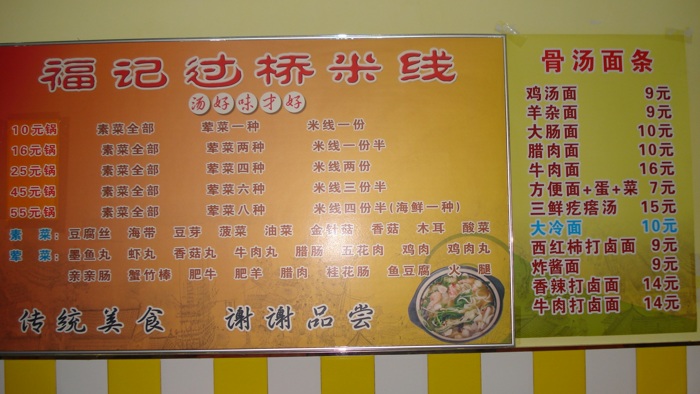 福记过桥米线
汤好味才好
10元锅 素菜全部 荤菜一种 米线一份
16元锅 素菜全部 荤菜两种 米线一份半
25元锅 素菜全部 荤菜四种 米线两份
45元锅 素菜全部 荤菜六种 米线三份半
55元锅 素菜全部 荤菜八种 米线四份半(海鲜一种)
素 菜: 豆腐丝 海带 豆芽 菠菜 油菜 金针菇 香菇 木耳 酸菜
荤 菜: 墨鱼丸 虾丸 香菇丸 牛肉丸 腊肠 五花肉 鸡肉 鸡肉丸
亲亲肠 蟹竹棒 肥牛 肥羊 腊肉 桂花肠 鱼豆腐 火腿
传统美食 谢谢品尝
骨汤面条
鸡汤面 9元
羊杂面 9元
大肠面 10元
腊肉面 10元
牛肉面 16元
方便面+蛋+菜 7元
三鲜疙瘩汤 15元
大冷面 10元
西红柿打卤面 9元
炸酱面 9元
香辣打卤面 14元
牛肉打卤面 14元